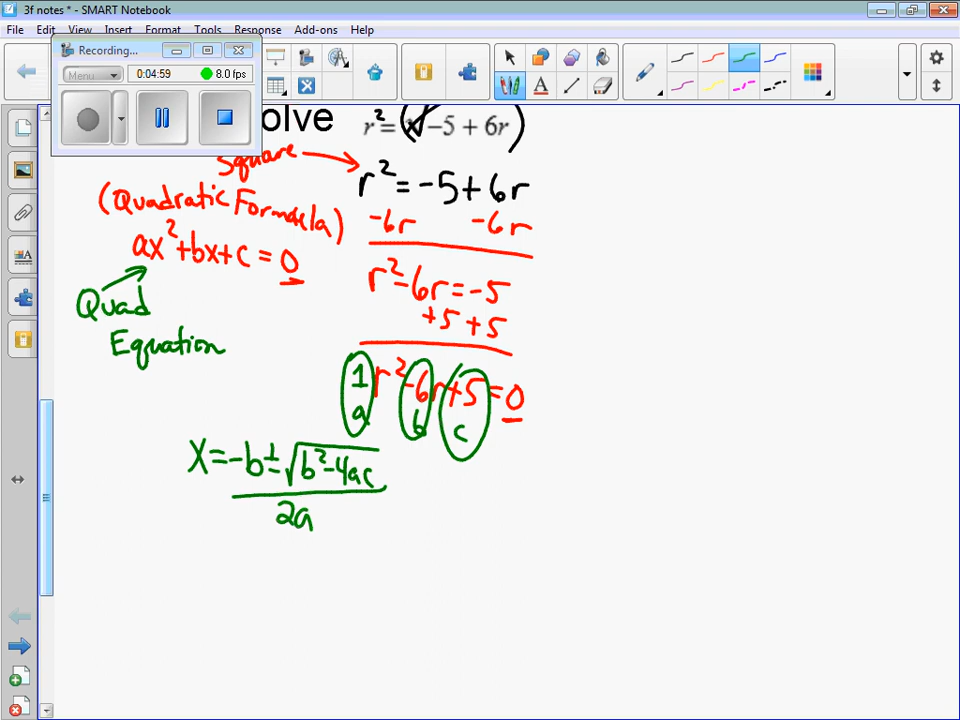 3f notes * - SMART Notebook
File Edit View Insert Format Tools Response Add-ons Help
Recording...
Menu
0:04:59
8.0 fps
olve r² = ( -5 + 6r)
Square
r² = -5 + 6r
(Quadratic Formula)
-6r -6r
ax² + bx + c = 0
r² - 6r = -5
Quad
+5 +5
Equation
1r² - 6r + 5 = 0
a b c
X = -b ± √b² - 4ac
2a